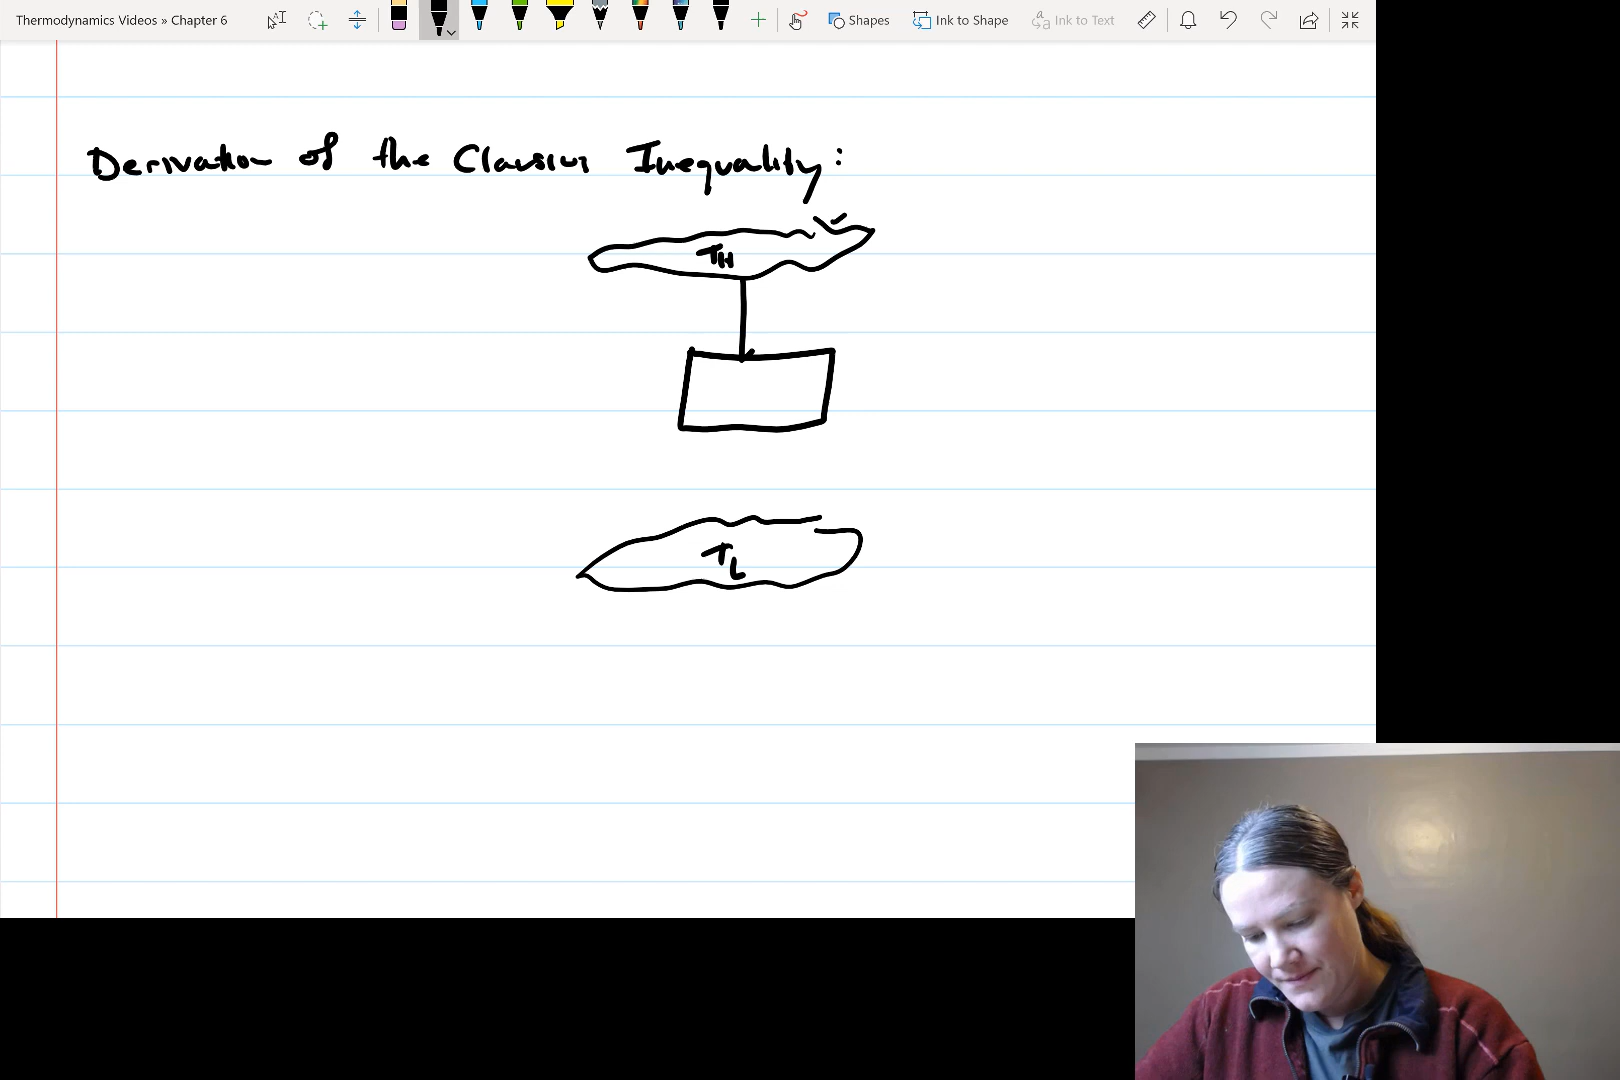 Thermodynamics Videos » Chapter 6 Shapes Ink to Shape Ink to Text
Derivation of the Clausius Inequality:
TH
TL